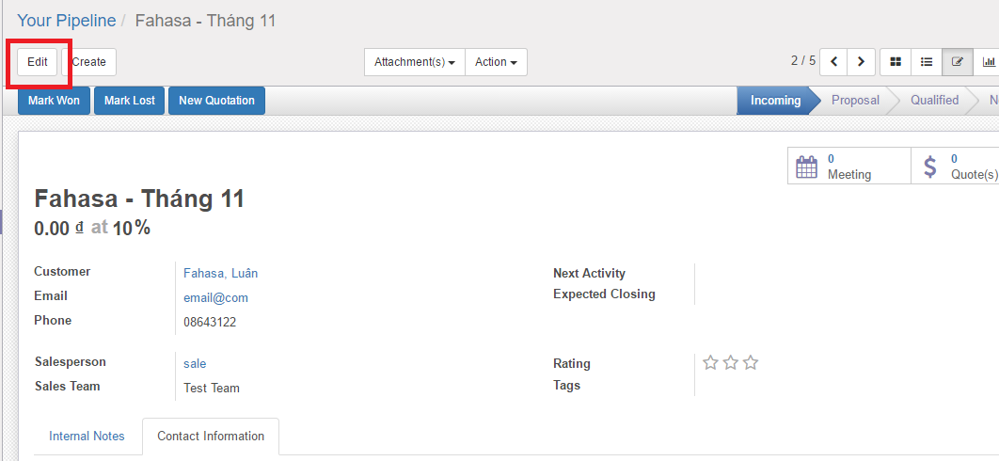 Your Pipeline / Fahasa - Tháng 11
Edit Create Attachment(s) Action 2 / 5
Mark Won Mark Lost New Quotation Incoming Proposal Qualified N
0 Meeting 0 Quote(s)
Fahasa - Tháng 11
0.00 ₫ at 10%
Customer Fahasa, Luân Next Activity
Email email@com Expected Closing
Phone 08643122
Salesperson sale Rating
Sales Team Test Team Tags
Internal Notes Contact Information